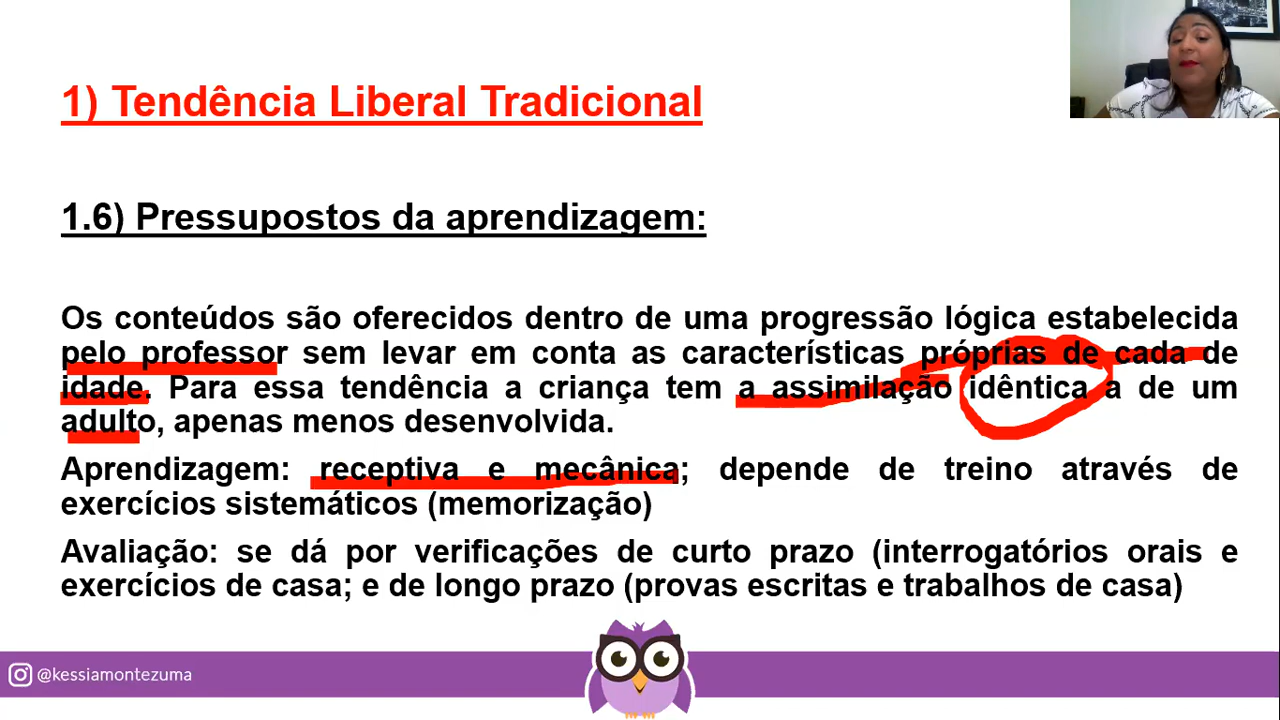 1) Tendência Liberal Tradicional
1.6) Pressupostos da aprendizagem:
Os conteúdos são oferecidos dentro de uma progressão lógica estabelecida
pelo professor sem levar em conta as características próprias de cada de
idade. Para essa tendência a criança tem a assimilação idêntica a de um
adulto, apenas menos desenvolvida.
Aprendizagem: receptiva e mecânica; depende de treino através de
exercícios sistemáticos (memorização)
Avaliação: se dá por verificações de curto prazo (interrogatórios orais e
exercícios de casa; e de longo prazo (provas escritas e trabalhos de casa)
@kessiamontezuma